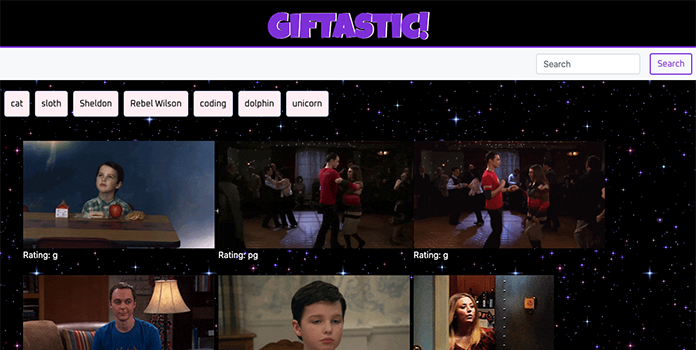 GIFTASTIC!
Search Search
cat sloth Sheldon Rebel Wilson coding dolphin unicorn
Rating: g Rating: pg Rating: g